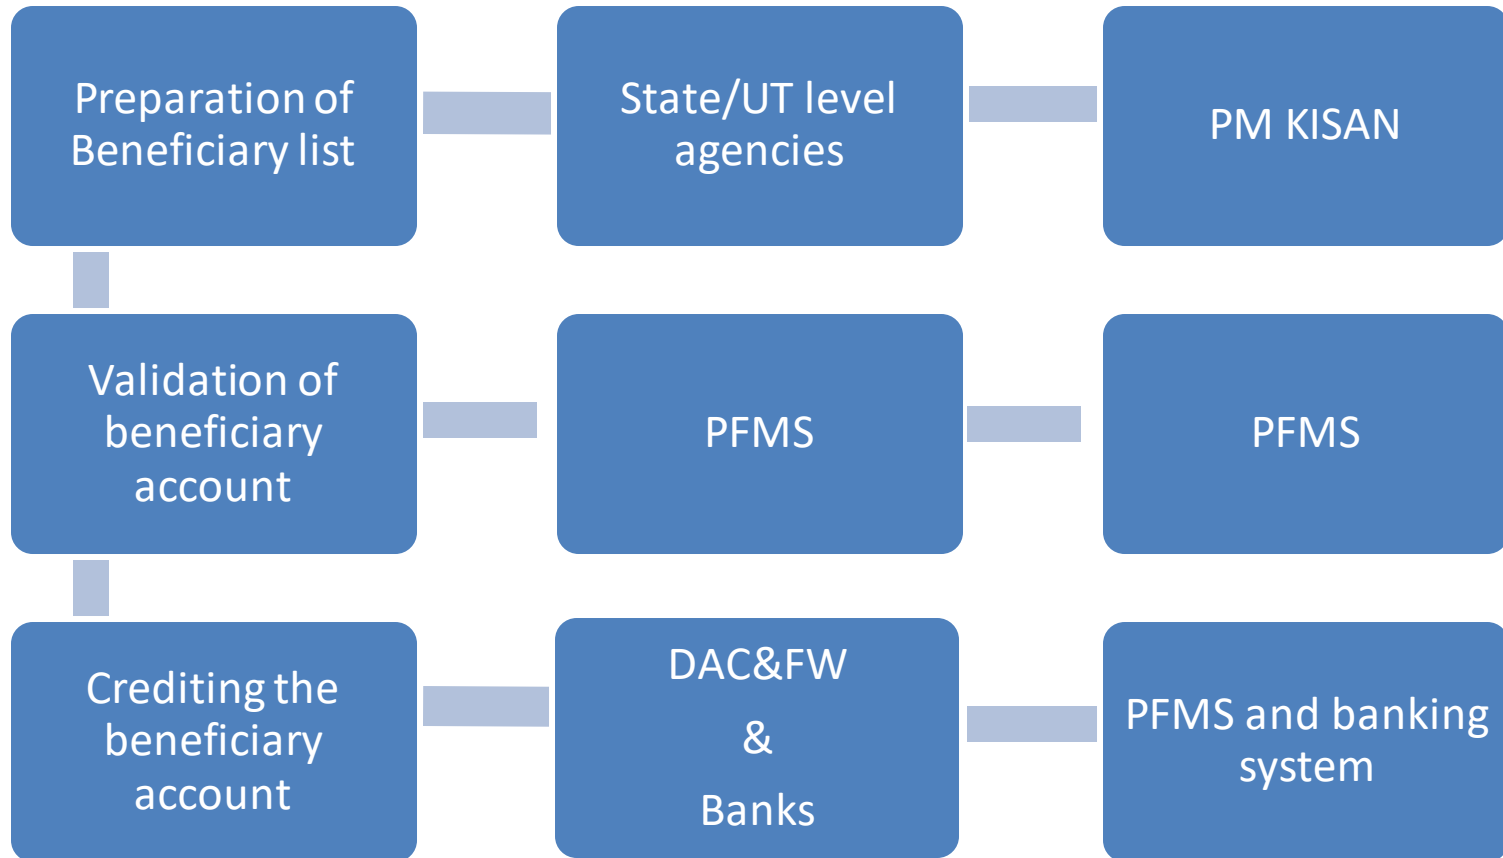 Preparation of
Beneficiary list
State/UT level
agencies
PM KISAN
Validation of
beneficiary
account
PFMS
PFMS
Crediting the
beneficiary
account
DAC&FW
&
Banks
PFMS and banking
system